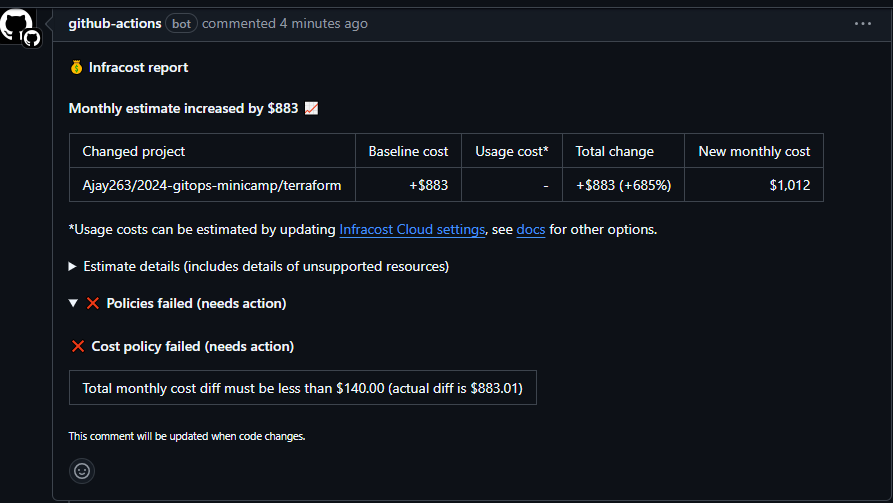 github-actions bot commented 4 minutes ago
💰 Infracost report
Monthly estimate increased by $883 📈
Changed project Baseline cost Usage cost* Total change New monthly cost
Ajay263/2024-gitops-minicamp/terraform +$883 - +$883 (+685%) $1,012
*Usage costs can be estimated by updating Infracost Cloud settings, see docs for other options.
▶ Estimate details (includes details of unsupported resources)
▼ ❌ Policies failed (needs action)
❌ Cost policy failed (needs action)
Total monthly cost diff must be less than $140.00 (actual diff is $883.01)
This comment will be updated when code changes.